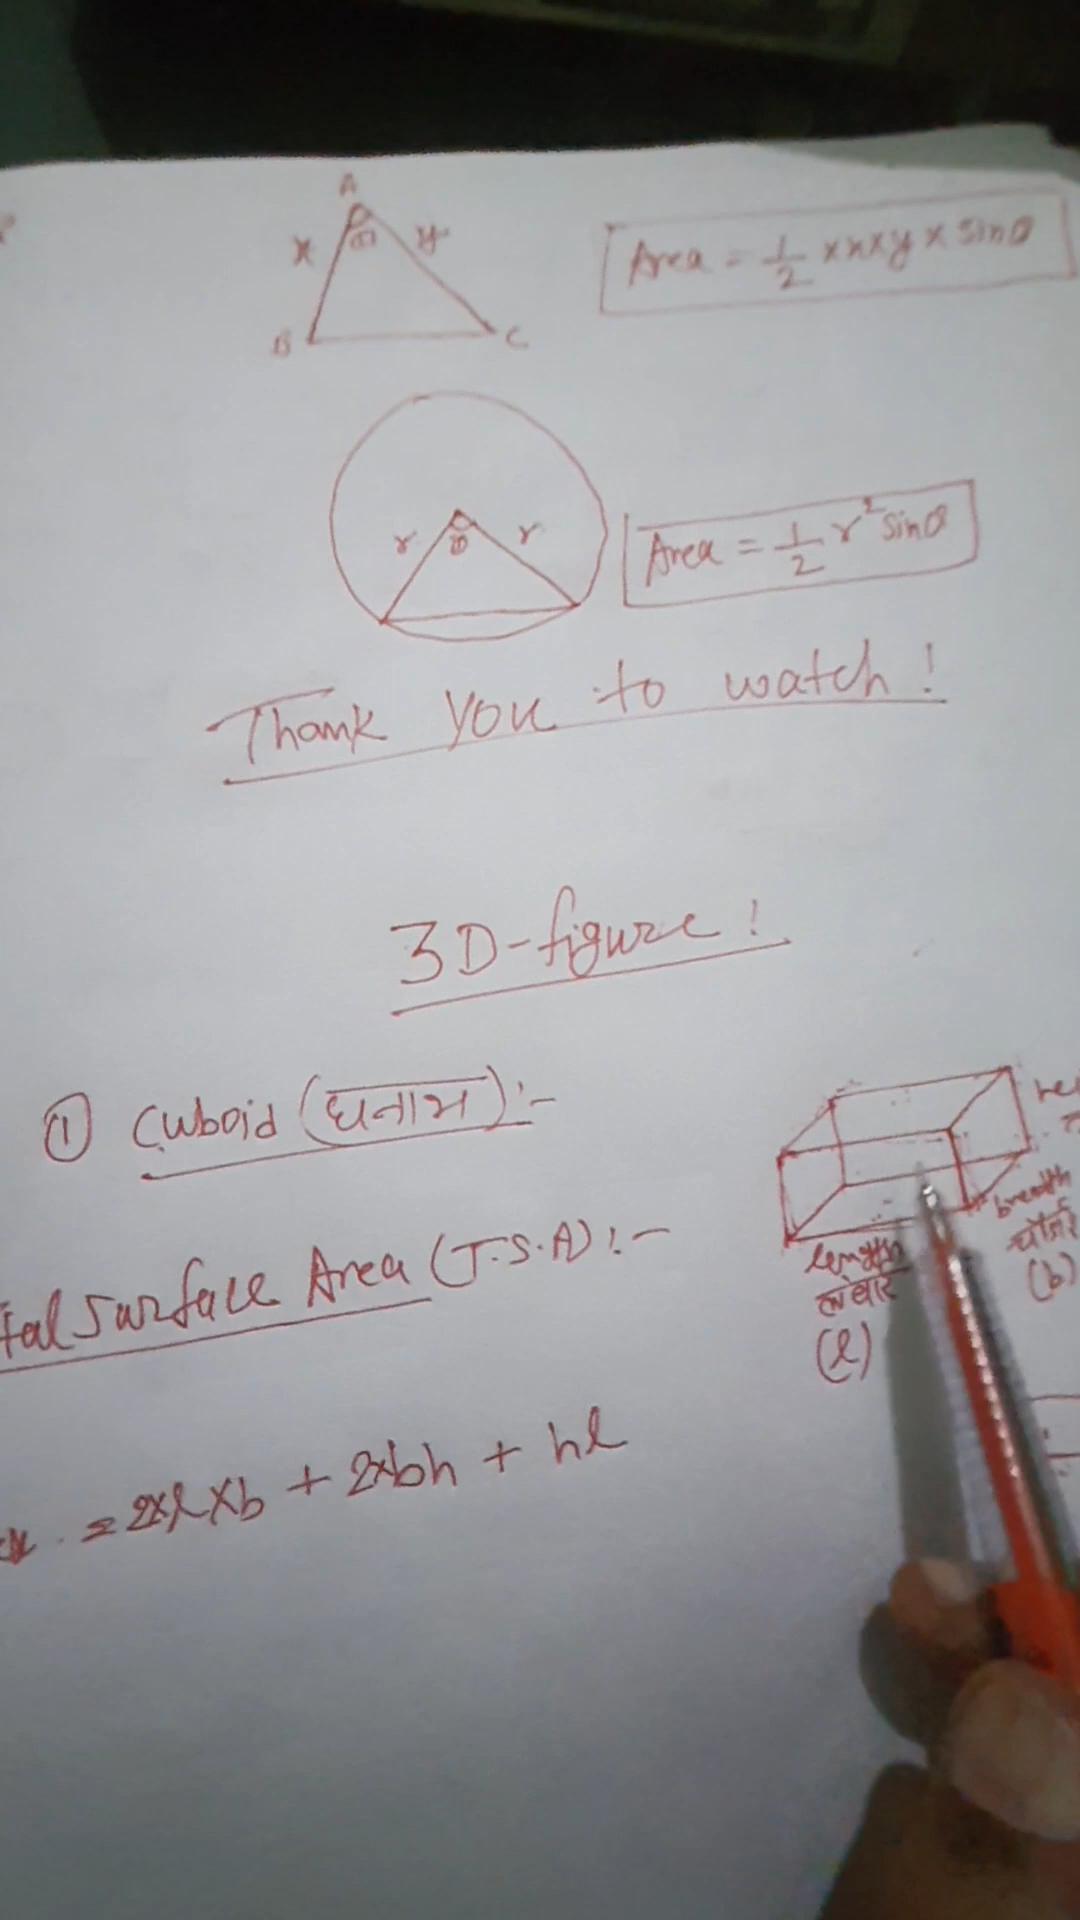 A
x θ y
B C
Area = 1/2 × x × y × sinθ
r θ r
Area = 1/2 r² sinθ
Thank you to watch!
3D-figure!
① Cuboid (घनाभ) :-
breadth
length
(b)
(l)
Surface Area (T.S.A) :-
= 2×l×b + 2×bh + hl